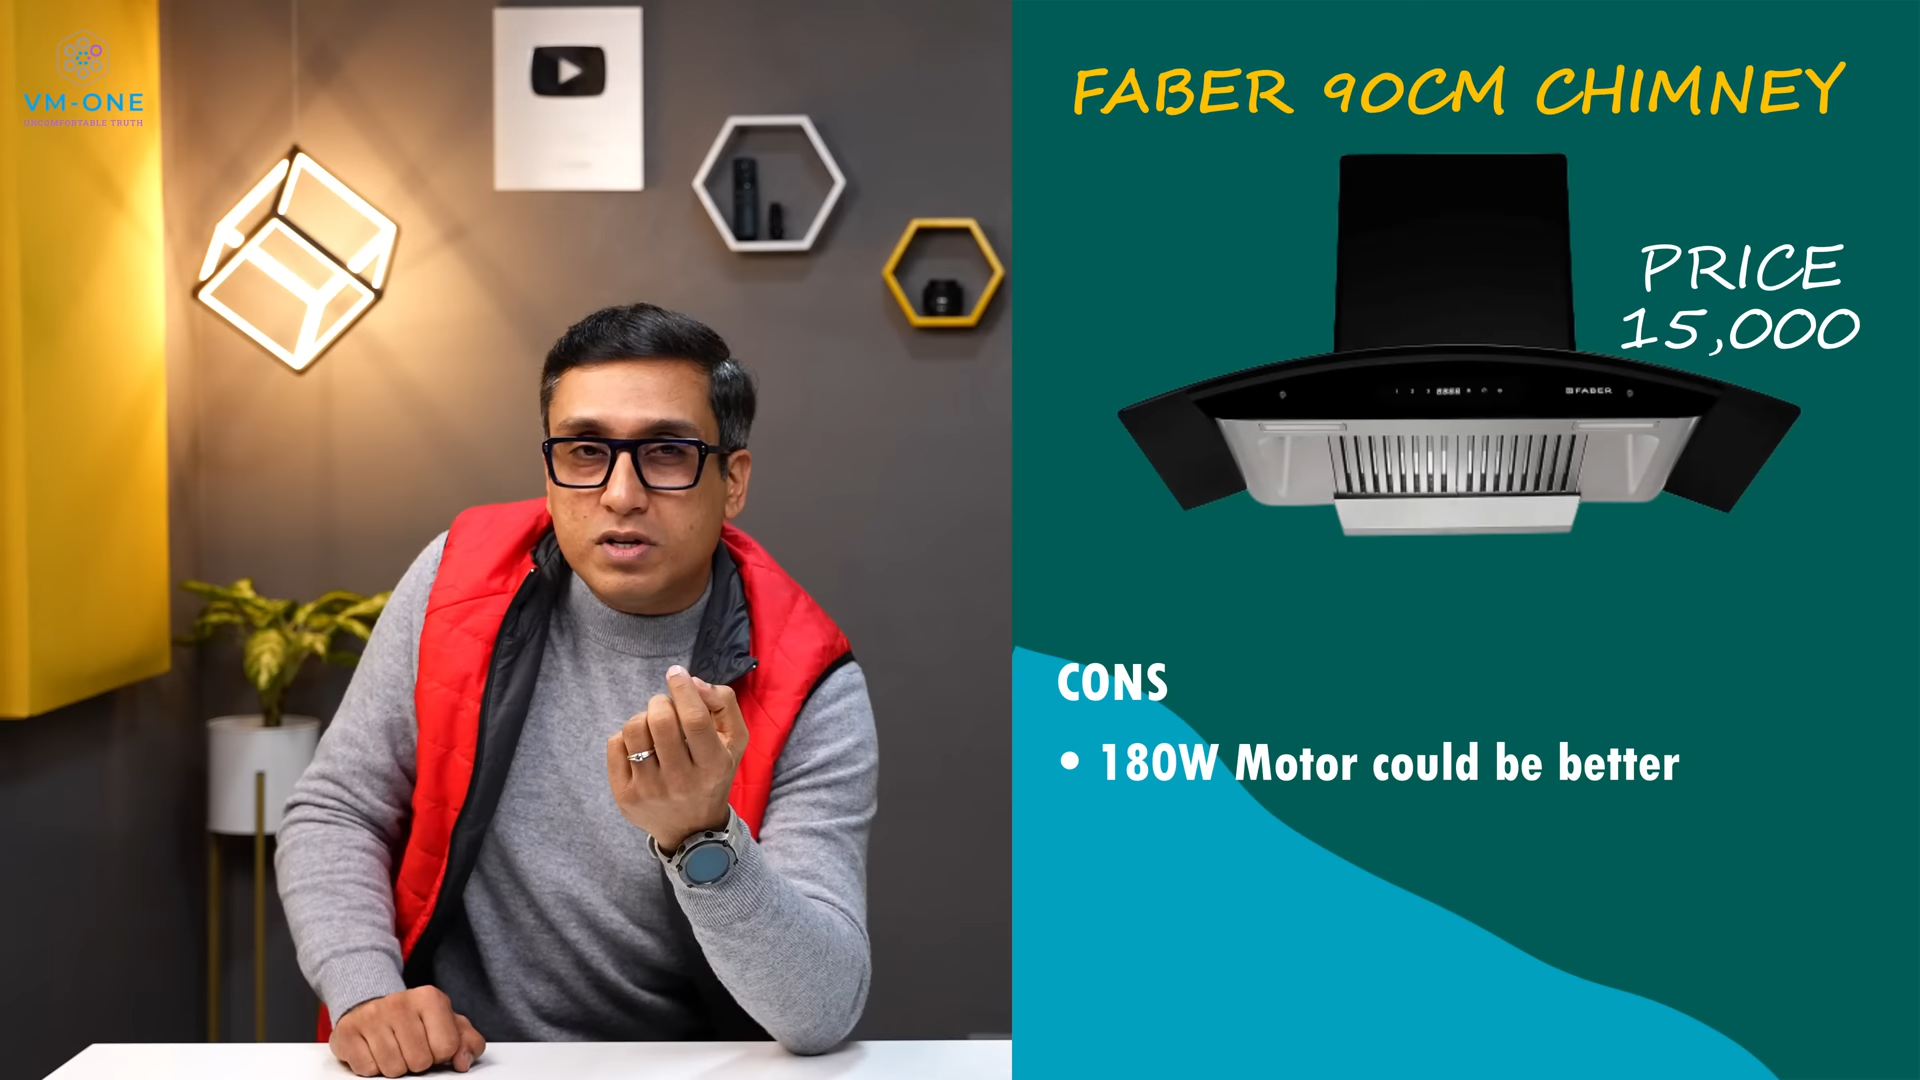 VM-ONE
UNCOMFORTABLE TRUTH
FABER 90CM CHIMNEY
PRICE
15,000
FABER
CONS
• 180W Motor could be better